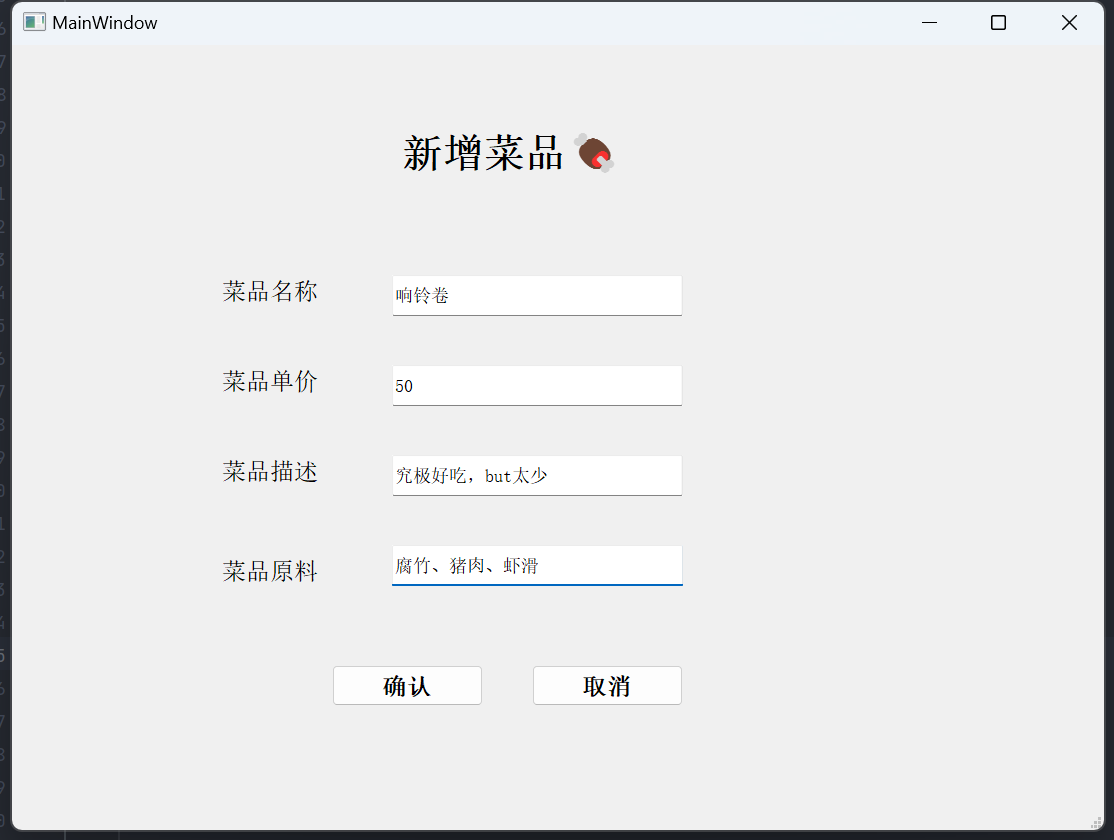 MainWindow
新增菜品🍖
菜品名称
响铃卷
菜品单价
50
菜品描述
究极好吃，but太少
菜品原料
腐竹、猪肉、虾滑
确认
取消